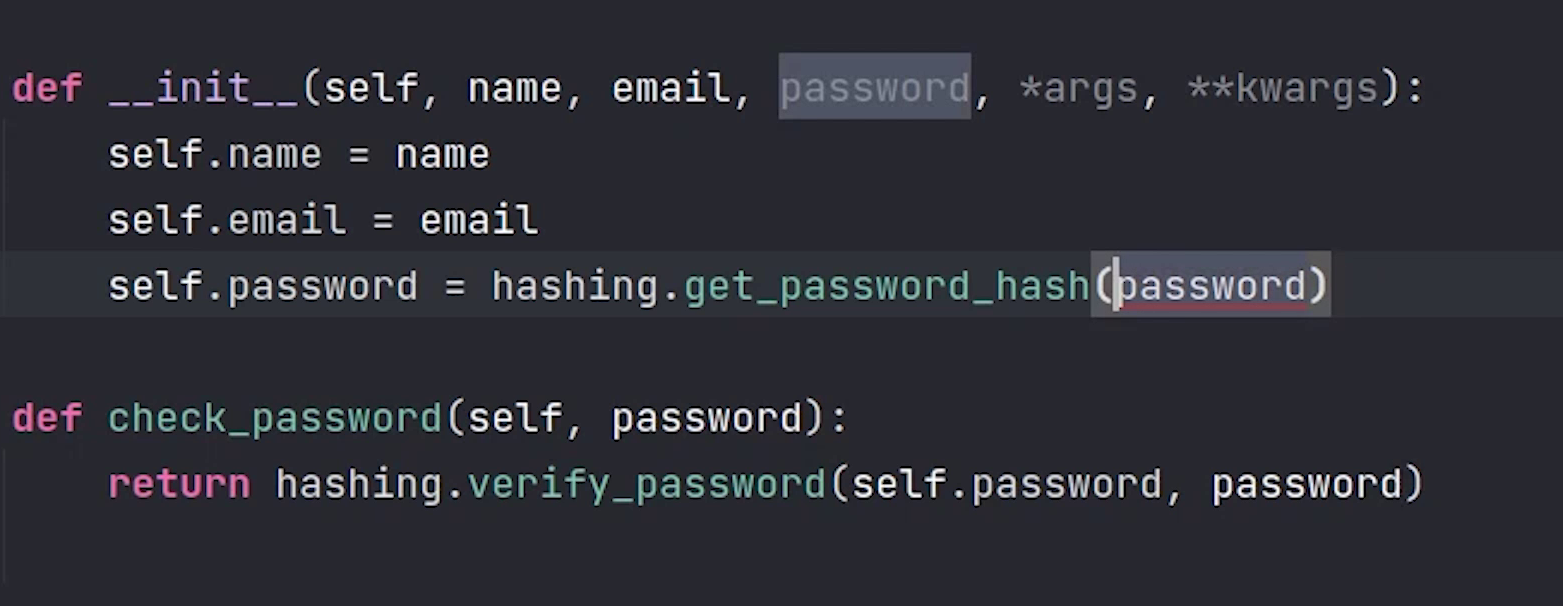 def __init__(self, name, email, password, *args, **kwargs):
    self.name = name
    self.email = email
    self.password = hashing.get_password_hash(password)
def check_password(self, password):
    return hashing.verify_password(self.password, password)